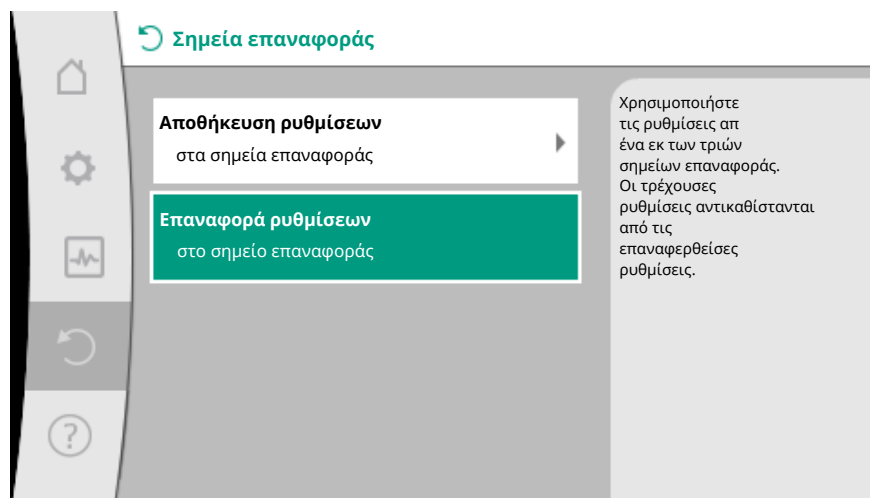 Σημεία επαναφοράς
Αποθήκευση ρυθμίσεων
στα σημεία επαναφοράς
Επαναφορά ρυθμίσεων
στο σημείο επαναφοράς
Χρησιμοποιήστε
τις ρυθμίσεις απ
ένα εκ των τριών
σημείων επαναφοράς.
Οι τρέχουσες
ρυθμίσεις αντικαθίστανται
από τις
επαναφερθείσες
ρυθμίσεις.
?